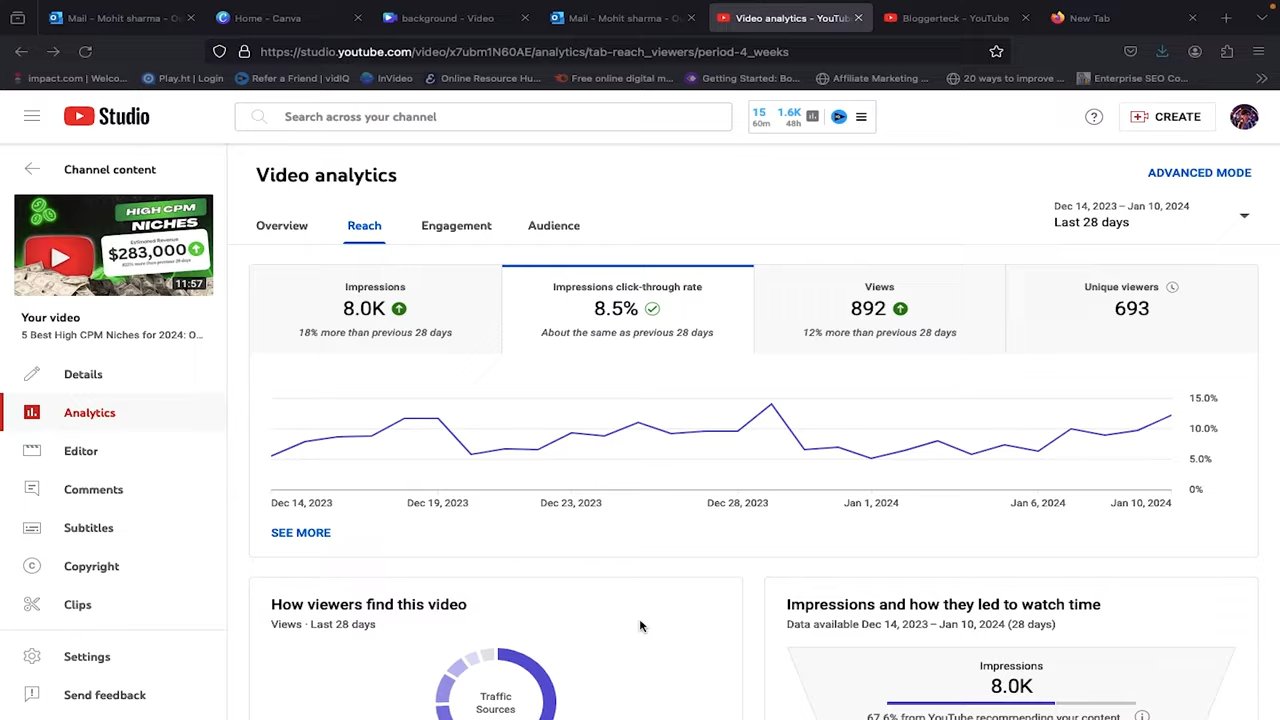 Mail - Mohit sharma - O
Home - Canva
background - Video
Mail - Mohit sharma - O
Video analytics - YouTub
Bloggerteck - YouTube
New Tab
https://studio.youtube.com/video/x7ubm1N60AE/analytics/tab-reach_viewers/period-4_weeks
impact.com | Welco...
Play.ht | Login
Refer a Friend | vidIQ
InVideo
Online Resource Hu...
Free online digital m...
Getting Started: Bo...
Affiliate Marketing ...
20 ways to improve ...
Enterprise SEO Co...
Studio
Search across your channel
15
60m
1.6K
48h
CREATE
Channel content
HIGH CPM
NICHES
Estimated Revenue
$283,000
11:57
Your video
5 Best High CPM Niches for 2024: O...
Details
Analytics
Editor
Comments
Subtitles
Copyright
Clips
Settings
Send feedback
Video analytics
ADVANCED MODE
Overview
Reach
Engagement
Audience
Dec 14, 2023 – Jan 10, 2024
Last 28 days
Impressions
8.0K
18% more than previous 28 days
Impressions click-through rate
8.5%
About the same as previous 28 days
Views
892
12% more than previous 28 days
Unique viewers
693
15.0%
10.0%
5.0%
0%
Dec 14, 2023
Dec 19, 2023
Dec 23, 2023
Dec 28, 2023
Jan 1, 2024
Jan 6, 2024
Jan 10, 2024
SEE MORE
How viewers find this video
Views · Last 28 days
Traffic
Sources
Impressions and how they led to watch time
Data available Dec 14, 2023 – Jan 10, 2024 (28 days)
Impressions
8.0K
67.6% from YouTube recommending your content